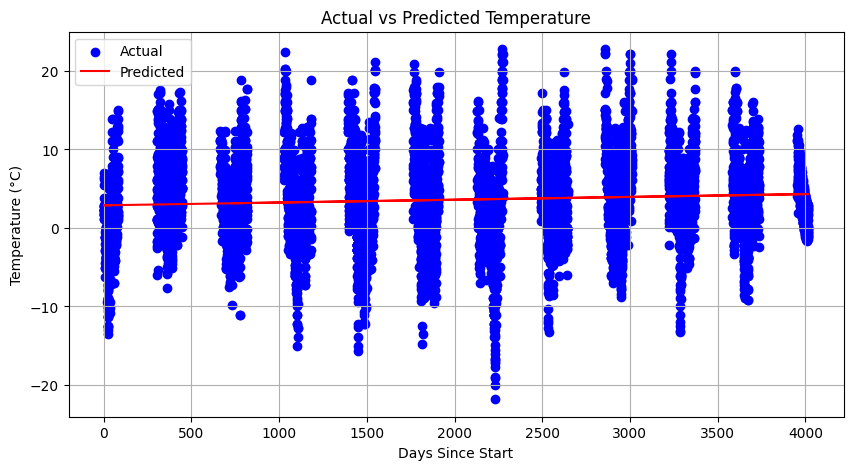 Actual vs Predicted Temperature
Actual
Predicted
20
10
0
−10
−20
Temperature (°C)
0 500 1000 1500 2000 2500 3000 3500 4000
Days Since Start